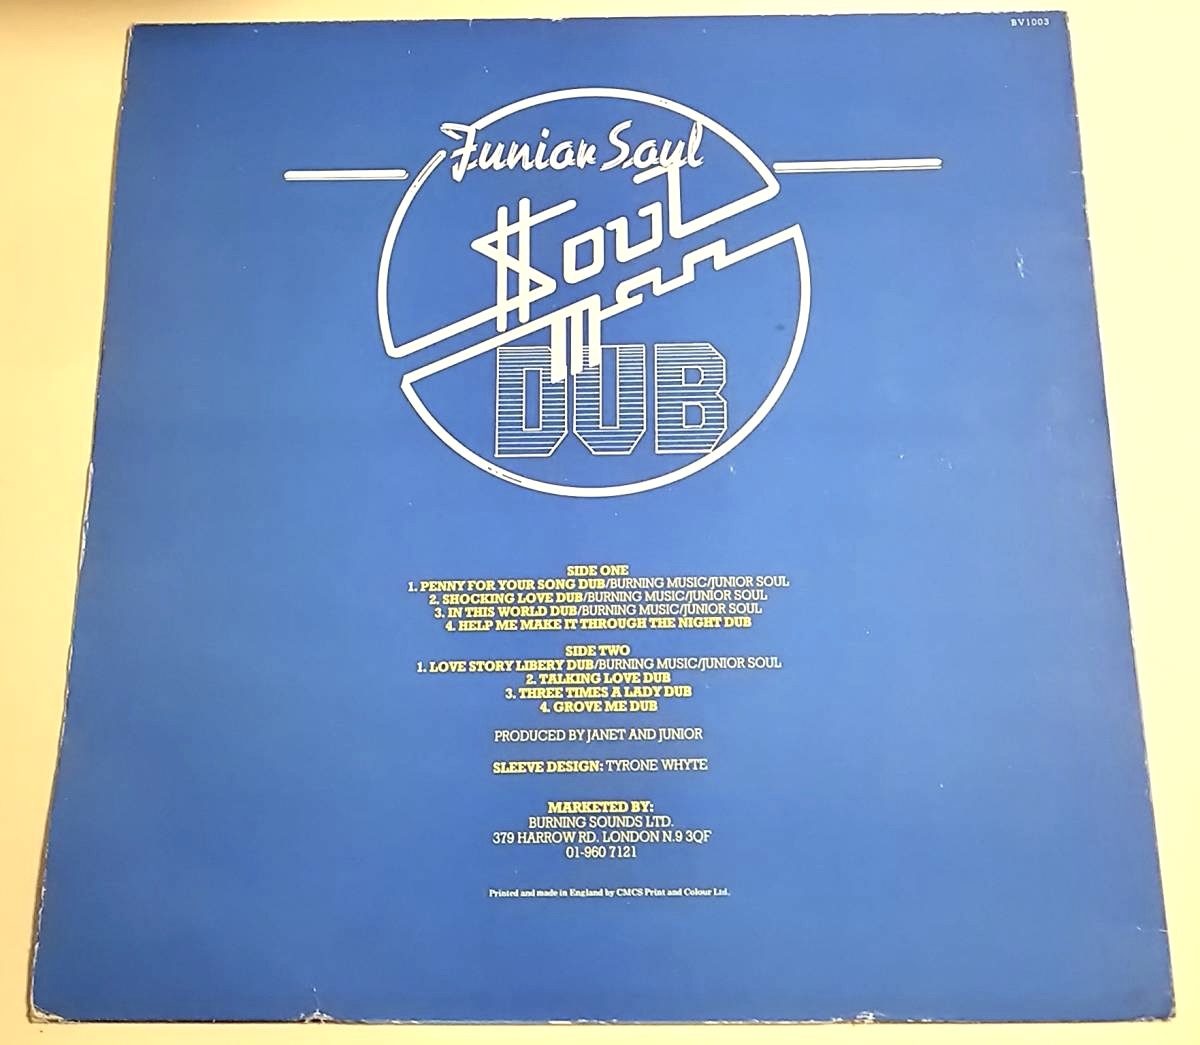 BV1003
Junior Soul
$oul
man
DUB
SIDE ONE
1. PENNY FOR YOUR SONG DUB/BURNING MUSIC/JUNIOR SOUL
2. SHOCKING LOVE DUB/BURNING MUSIC/JUNIOR SOUL
3. IN THIS WORLD DUB/BURNING MUSIC/JUNIOR SOUL
4. HELP ME MAKE IT THROUGH THE NIGHT DUB
SIDE TWO
1. LOVE STORY LIBERY DUB/BURNING MUSIC/JUNIOR SOUL
2. TALKING LOVE DUB
3. THREE TIMES A LADY DUB
4. GROVE ME DUB
PRODUCED BY JANET AND JUNIOR
SLEEVE DESIGN: TYRONE WHYTE
MARKETED BY:
BURNING SOUNDS LTD.
379 HARROW RD. LONDON N.9 3QF
01-960 7121
Printed and made in England by CMCS Print and Colour Ltd.